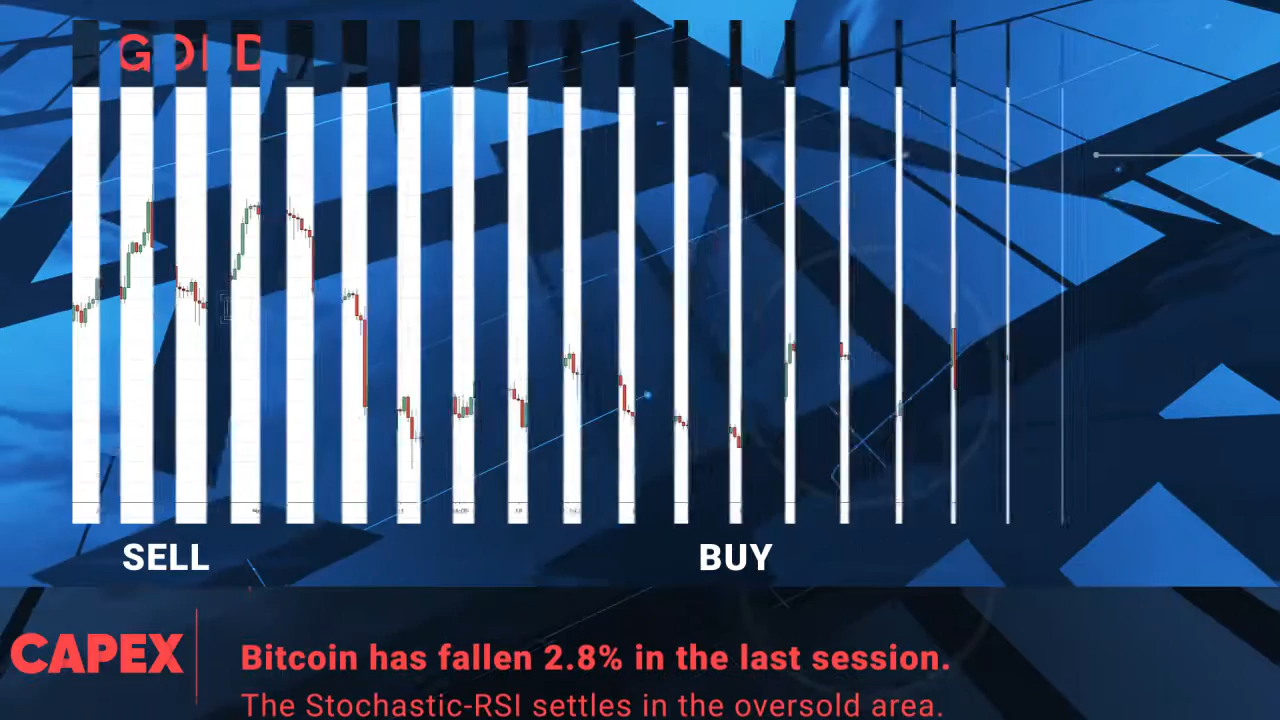 GOLD
SELL
BUY
CAPEX
Bitcoin has fallen 2.8% in the last session.
The Stochastic-RSI settles in the oversold area.